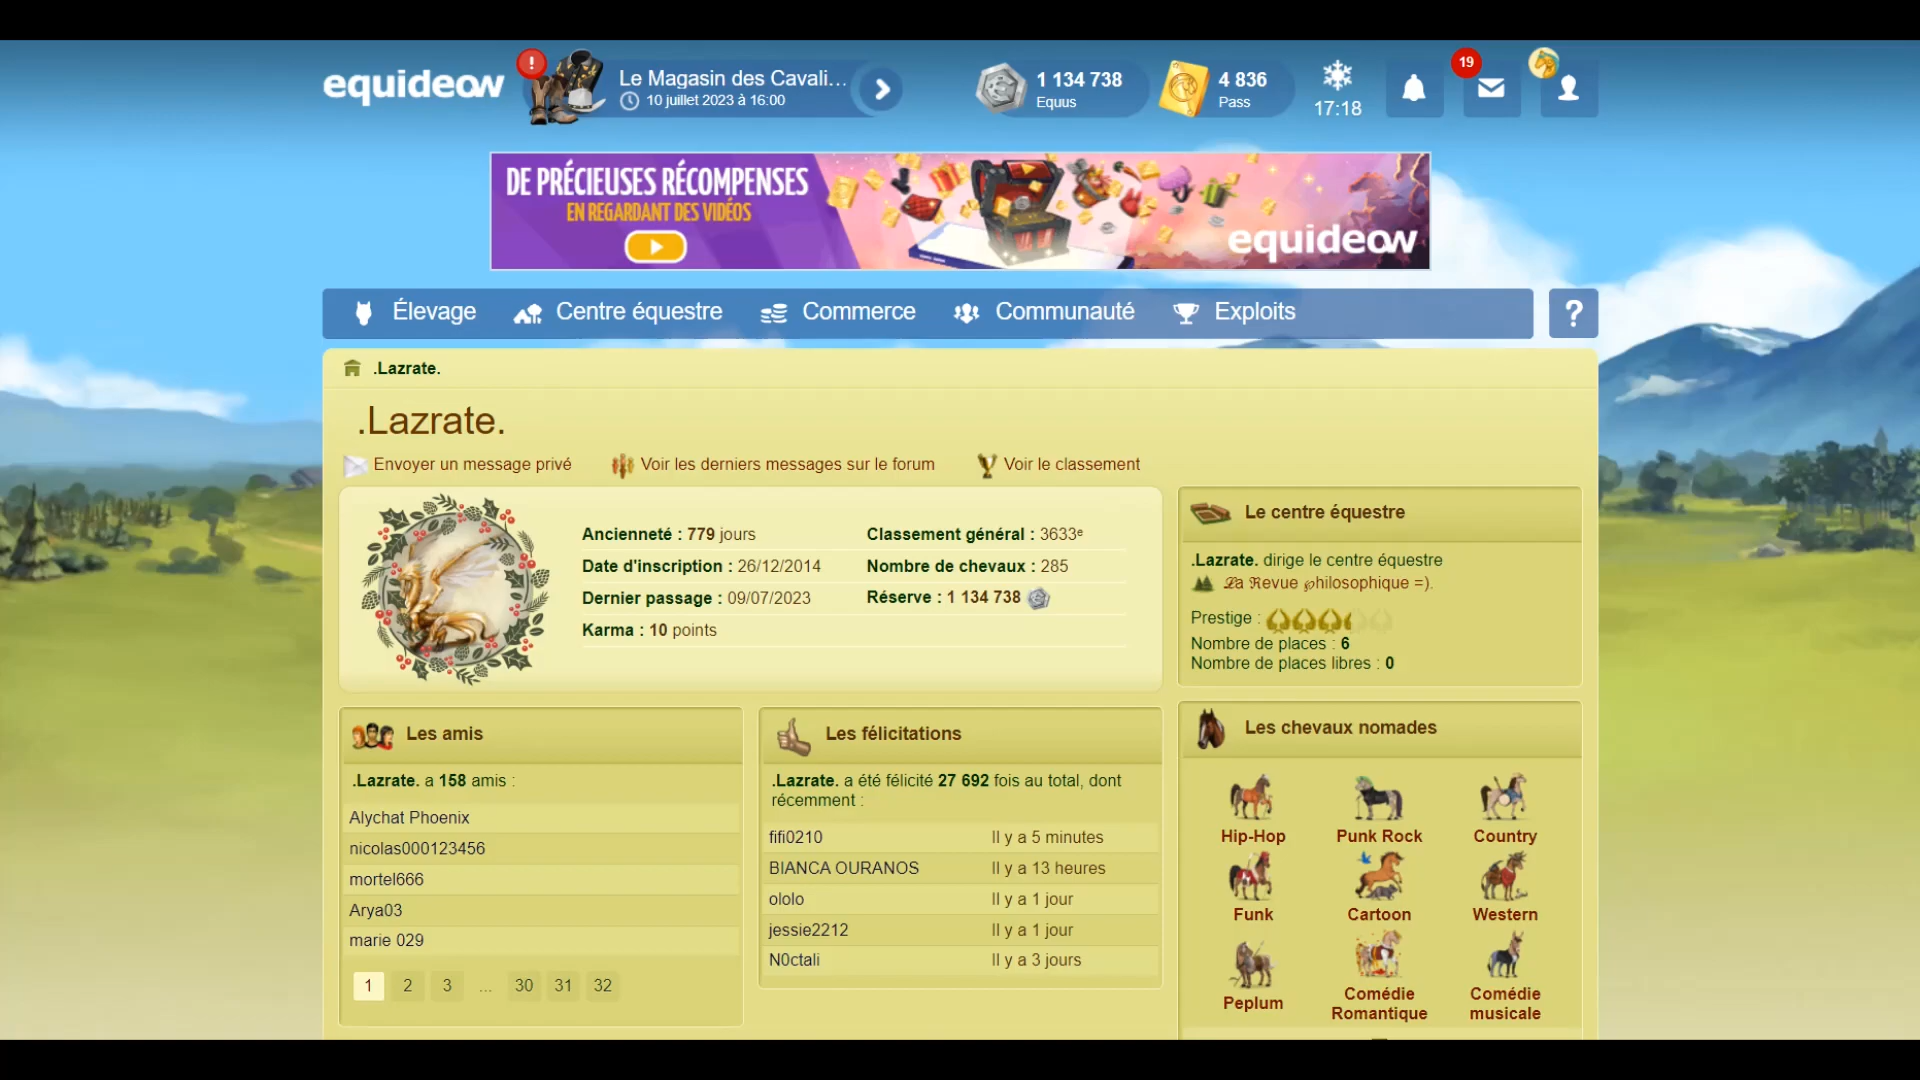 equideow
!
Le Magasin des Cavali...
10 juillet 2023 à 16:00
1 134 738
Equus
4 836
Pass
17:18
19
DE PRÉCIEUSES RÉCOMPENSES
EN REGARDANT DES VIDÉOS
equideow
Élevage
Centre équestre
Commerce
Communauté
Exploits
?
.Lazrate.
.Lazrate.
Envoyer un message privé
Voir les derniers messages sur le forum
Voir le classement
Ancienneté : 779 jours
Classement général : 3633e
Date d'inscription : 26/12/2014
Nombre de chevaux : 285
Dernier passage : 09/07/2023
Réserve : 1 134 738
Karma : 10 points
Le centre équestre
.Lazrate. dirige le centre équestre
ℒa ℜevue ℘hilosophique =).
Prestige :
Nombre de places : 6
Nombre de places libres : 0
Les amis
.Lazrate. a 158 amis :
Alychat Phoenix
nicolas000123456
mortel666
Arya03
marie 029
1 2 3 ... 30 31 32
Les félicitations
.Lazrate. a été félicité 27 692 fois au total, dont
récemment :
fifi0210 Il y a 5 minutes
BIANCA OURANOS Il y a 13 heures
ololo Il y a 1 jour
jessie2212 Il y a 1 jour
N0ctali Il y a 3 jours
Les chevaux nomades
Hip-Hop
Punk Rock
Country
Funk
Cartoon
Western
Peplum
Comédie
Romantique
Comédie
musicale